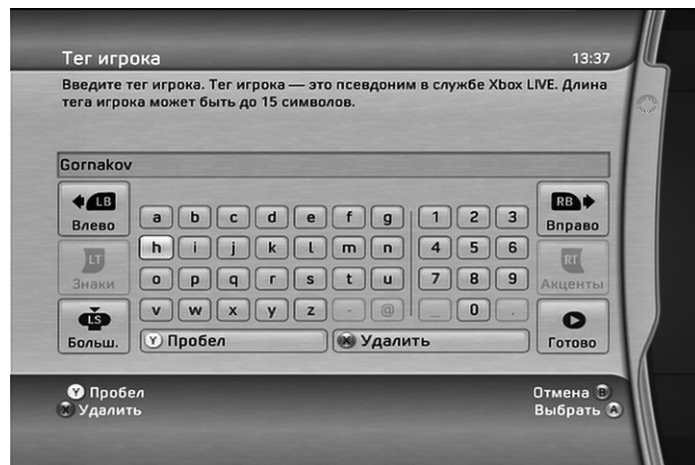 Тег игрока 13:37
Введите тег игрока. Тег игрока — это псевдоним в службе Xbox LIVE. Длина
тега игрока может быть до 15 символов.
Gornakov
LB RB
Влево a b c d e f g 1 2 3 Вправо
LT h i j k l m n 4 5 6 RT
Знаки o p q r s t u 7 8 9 Акценты
LS v w x y z - @ _ 0 .
Больш. Y Пробел X Удалить Готово
Y Пробел Отмена B
X Удалить Выбрать A